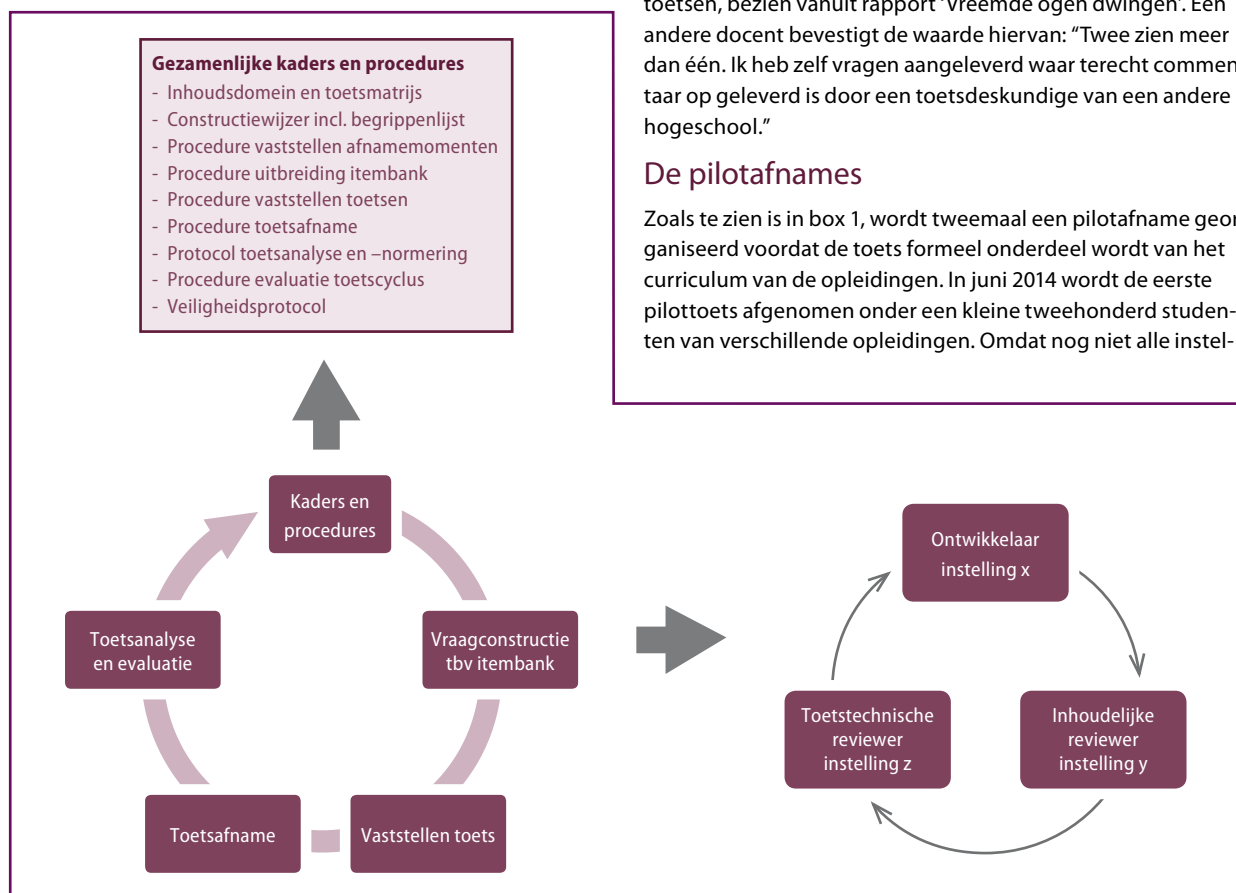 Gezamenlijke kaders en procedures
- Inhoudsdomein en toetsmatrijs
- Constructiewijzer incl. begrippenlijst
- Procedure vaststellen afnamemomenten
- Procedure uitbreiding itembank
- Procedure vaststellen toetsen
- Procedure toetsafname
- Protocol toetsanalyse en –normering
- Procedure evaluatie toetscyclus
- Veiligheidsprotocol
toetsen, bezien vanuit rapport ‘Vreemde ogen dwingen’. Een
andere docent bevestigt de waarde hiervan: “Twee zien meer
dan één. Ik heb zelf vragen aangeleverd waar terecht commen
taar op geleverd is door een toetsdeskundige van een andere
hogeschool.”
De pilotafnames
Zoals te zien is in box 1, wordt tweemaal een pilotafname geor
ganiseerd voordat de toets formeel onderdeel wordt van het
curriculum van de opleidingen. In juni 2014 wordt de eerste
pilottoets afgenomen onder een kleine tweehonderd studen-
ten van verschillende opleidingen. Omdat nog niet alle instel-
Kaders en
procedures
Vraagconstructie
tbv itembank
Vaststellen toets
Toetsafname
Toetsanalyse
en evaluatie
Ontwikkelaar
instelling x
Inhoudelijke
reviewer
instelling y
Toetstechnische
reviewer
instelling z